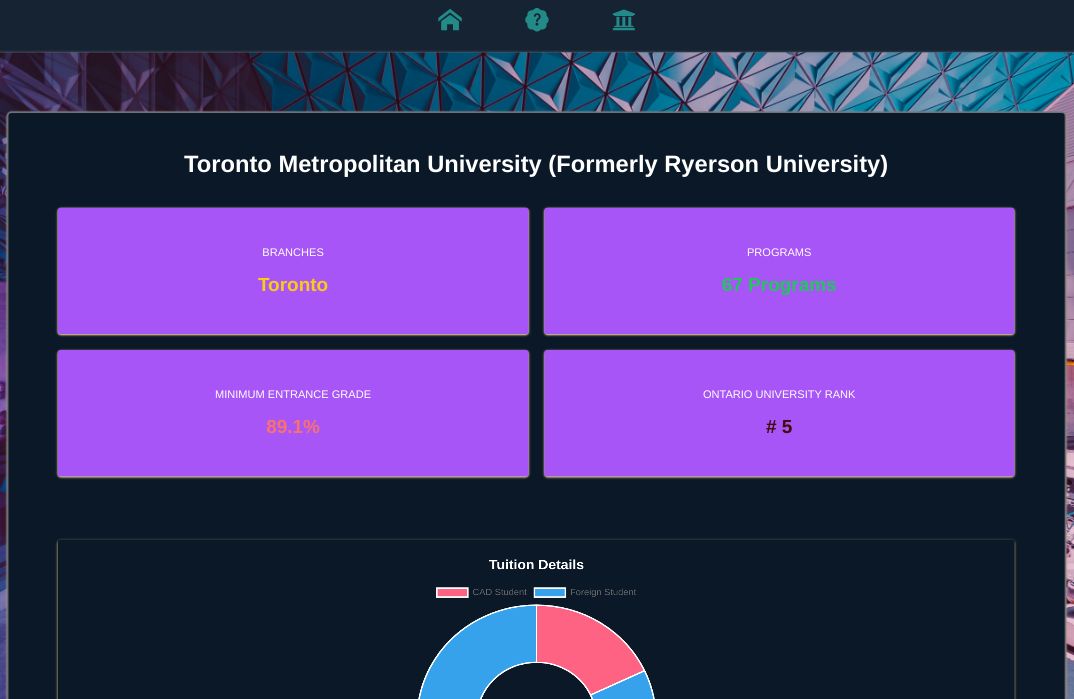 ?
Toronto Metropolitan University (Formerly Ryerson University)
BRANCHES
Toronto
PROGRAMS
67 Programs
MINIMUM ENTRANCE GRADE
89.1%
ONTARIO UNIVERSITY RANK
# 5
Tuition Details
CAD Student Foreign Student